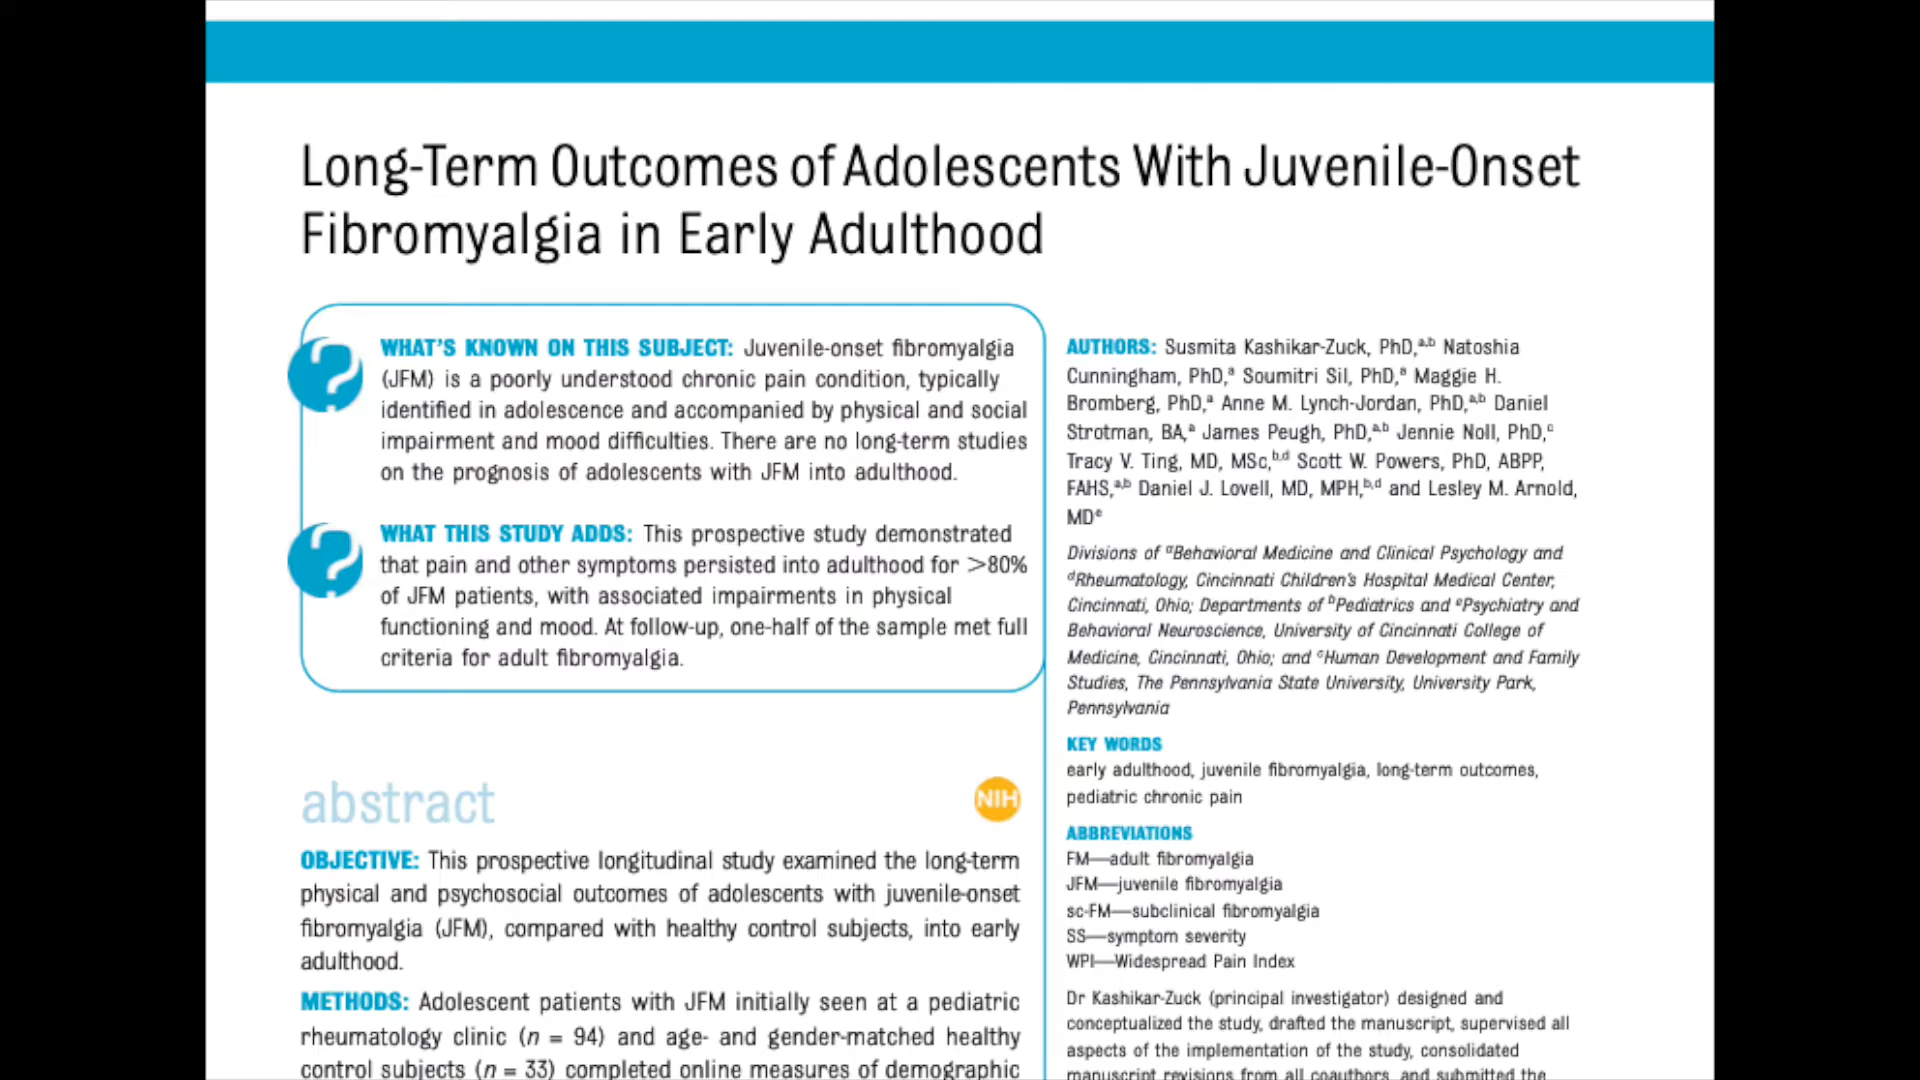 Long-Term Outcomes of Adolescents With Juvenile-Onset
Fibromyalgia in Early Adulthood
WHAT'S KNOWN ON THIS SUBJECT: Juvenile-onset fibromyalgia
(JFM) is a poorly understood chronic pain condition, typically
identified in adolescence and accompanied by physical and social
impairment and mood difficulties. There are no long-term studies
on the prognosis of adolescents with JFM into adulthood.
WHAT THIS STUDY ADDS: This prospective study demonstrated
that pain and other symptoms persisted into adulthood for >80%
of JFM patients, with associated impairments in physical
functioning and mood. At follow-up, one-half of the sample met full
criteria for adult fibromyalgia.
abstract
NIH
OBJECTIVE: This prospective longitudinal study examined the long-term
physical and psychosocial outcomes of adolescents with juvenile-onset
fibromyalgia (JFM), compared with healthy control subjects, into early
adulthood.
METHODS: Adolescent patients with JFM initially seen at a pediatric
rheumatology clinic (n = 94) and age- and gender-matched healthy
control subjects (n = 33) completed online measures of demographic
AUTHORS: Susmita Kashikar-Zuck, PhD,a,b Natoshia
Cunningham, PhD,a Soumitri Sil, PhD,a Maggie H.
Bromberg, PhD,a Anne M. Lynch-Jordan, PhD,a,b Daniel
Strotman, BA,a James Peugh, PhD,a,b Jennie Noll, PhD,c
Tracy V. Ting, MD, MSc,b,d Scott W. Powers, PhD, ABPP,
FAHS,a,b Daniel J. Lovell, MD, MPH,b,d and Lesley M. Arnold,
MDe
Divisions of aBehavioral Medicine and Clinical Psychology and
dRheumatology, Cincinnati Children's Hospital Medical Center,
Cincinnati, Ohio; Departments of bPediatrics and ePsychiatry and
Behavioral Neuroscience, University of Cincinnati College of
Medicine, Cincinnati, Ohio; and cHuman Development and Family
Studies, The Pennsylvania State University, University Park,
Pennsylvania
KEY WORDS
early adulthood, juvenile fibromyalgia, long-term outcomes,
pediatric chronic pain
ABBREVIATIONS
FM—adult fibromyalgia
JFM—juvenile fibromyalgia
sc-FM—subclinical fibromyalgia
SS—symptom severity
WPI—Widespread Pain Index
Dr Kashikar-Zuck (principal investigator) designed and
conceptualized the study, drafted the manuscript, supervised all
aspects of the implementation of the study, consolidated
manuscript revisions from all coauthors, and submitted the